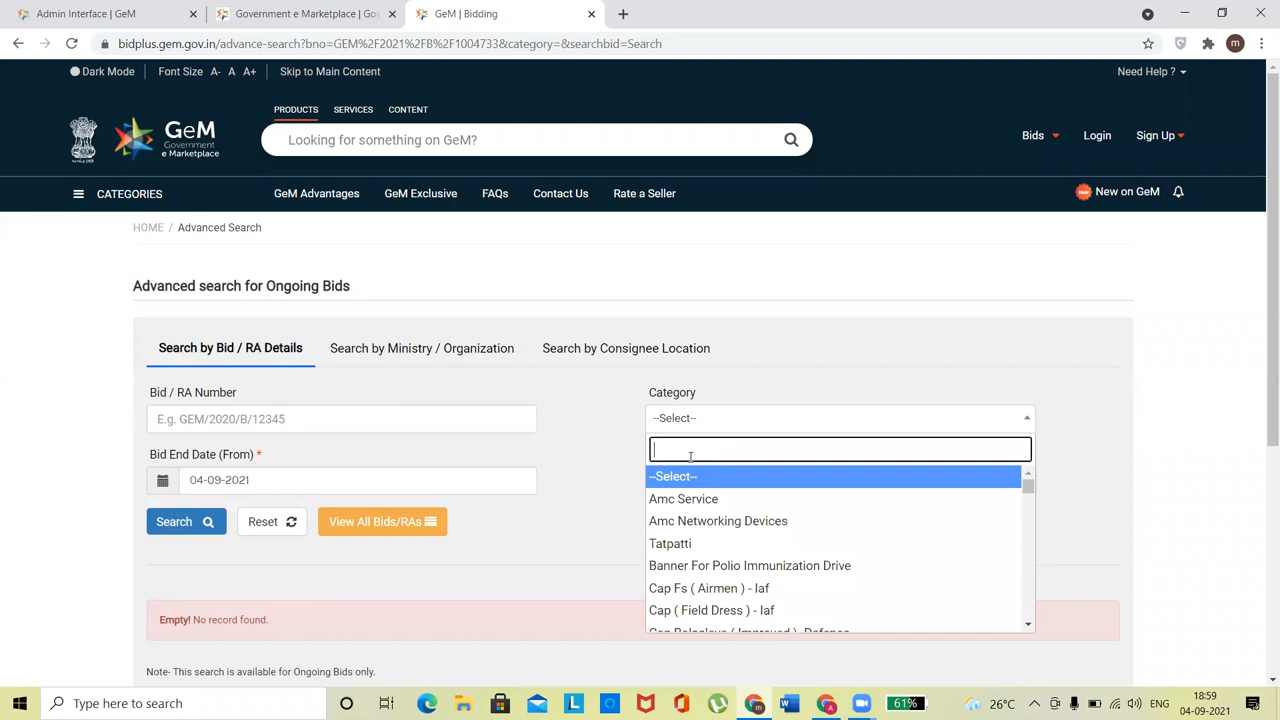 Admin Interface | GeM
Government e Marketplace | Gov
GeM | Bidding
bidplus.gem.gov.in/advance-search?bno=GEM%2F2021%2FB%2F1004733&category=&searchbid=Search
m
Dark Mode
Font Size A- A A+
Skip to Main Content
Need Help ?
PRODUCTS SERVICES CONTENT
GeM
Government
e Marketplace
Looking for something on GeM?
Bids
Login
Sign Up
CATEGORIES
GeM Advantages
GeM Exclusive
FAQs
Contact Us
Rate a Seller
New on GeM
HOME / Advanced Search
Advanced search for Ongoing Bids
Search by Bid / RA Details
Search by Ministry / Organization
Search by Consignee Location
Bid / RA Number
E.g. GEM/2020/B/12345
Bid End Date (From) *
04-09-2021
Search
Reset
View All Bids/RAs
Category
--Select--
--Select--
Amc Service
Amc Networking Devices
Tatpatti
Banner For Polio Immunization Drive
Cap Fs ( Airmen ) - Iaf
Cap ( Field Dress ) - Iaf
Cap Balaclava ( Improved ) -Defence
Empty! No record found.
Note- This search is available for Ongoing Bids only.
Type here to search
61%
26°C
ENG
18:59
04-09-2021